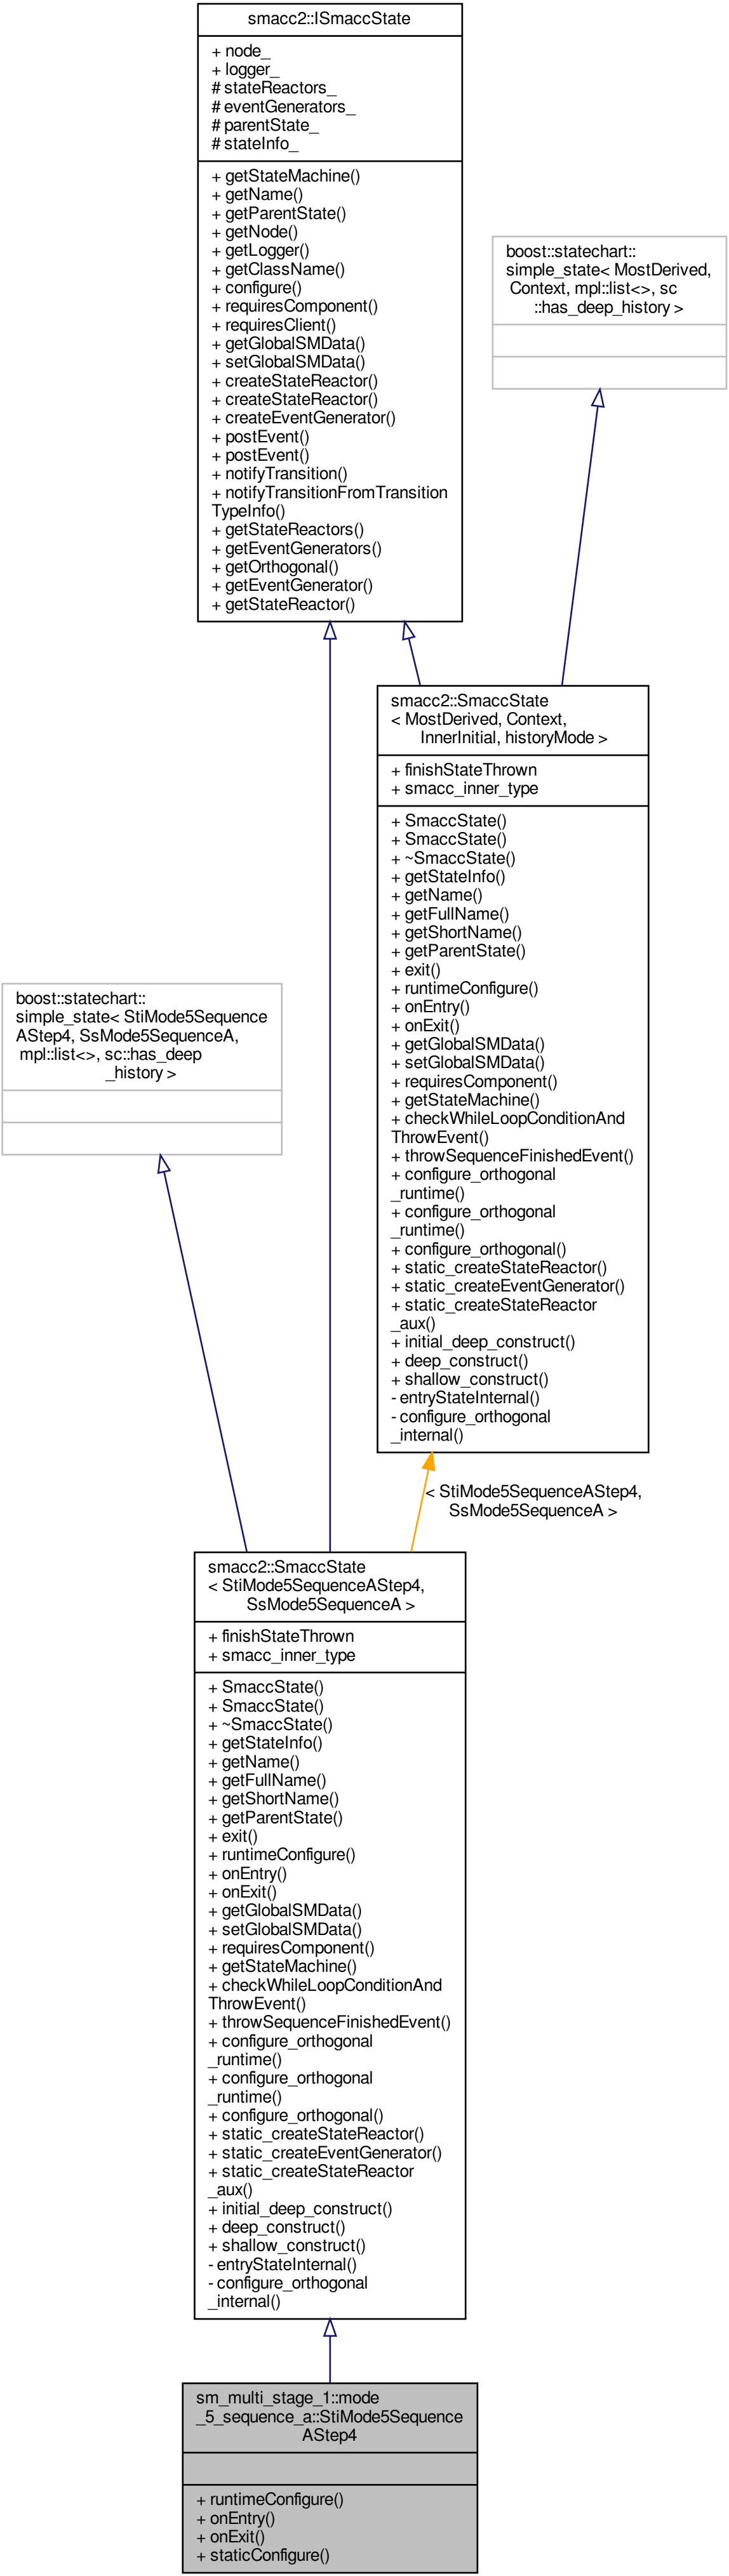 smacc2::ISmaccState
+ node_
+ logger_
# stateReactors_
# eventGenerators_
# parentState_
# stateInfo_
+ getStateMachine()
+ getName()
+ getParentState()
+ getNode()
+ getLogger()
+ getClassName()
+ configure()
+ requiresComponent()
+ requiresClient()
+ getGlobalSMData()
+ setGlobalSMData()
+ createStateReactor()
+ createStateReactor()
+ createEventGenerator()
+ postEvent()
+ postEvent()
+ notifyTransition()
+ notifyTransitionFromTransition
TypeInfo()
+ getStateReactors()
+ getEventGenerators()
+ getOrthogonal()
+ getEventGenerator()
+ getStateReactor()
boost::statechart::
simple_state< MostDerived,
Context, mpl::list<>, sc
::has_deep_history >
smacc2::SmaccState
< MostDerived, Context,
InnerInitial, historyMode >
+ finishStateThrown
+ smacc_inner_type
+ SmaccState()
+ SmaccState()
+ ~SmaccState()
+ getStateInfo()
+ getName()
+ getFullName()
+ getShortName()
+ getParentState()
+ exit()
+ runtimeConfigure()
+ onEntry()
+ onExit()
+ getGlobalSMData()
+ setGlobalSMData()
+ requiresComponent()
+ getStateMachine()
+ checkWhileLoopConditionAnd
ThrowEvent()
+ throwSequenceFinishedEvent()
+ configure_orthogonal
_runtime()
+ configure_orthogonal
_runtime()
+ configure_orthogonal()
+ static_createStateReactor()
+ static_createEventGenerator()
+ static_createStateReactor
_aux()
+ initial_deep_construct()
+ deep_construct()
+ shallow_construct()
- entryStateInternal()
- configure_orthogonal
_internal()
boost::statechart::
simple_state< StiMode5Sequence
AStep4, SsMode5SequenceA,
mpl::list<>, sc::has_deep
_history >
< StiMode5SequenceAStep4,
SsMode5SequenceA >
smacc2::SmaccState
< StiMode5SequenceAStep4,
SsMode5SequenceA >
+ finishStateThrown
+ smacc_inner_type
+ SmaccState()
+ SmaccState()
+ ~SmaccState()
+ getStateInfo()
+ getName()
+ getFullName()
+ getShortName()
+ getParentState()
+ exit()
+ runtimeConfigure()
+ onEntry()
+ onExit()
+ getGlobalSMData()
+ setGlobalSMData()
+ requiresComponent()
+ getStateMachine()
+ checkWhileLoopConditionAnd
ThrowEvent()
+ throwSequenceFinishedEvent()
+ configure_orthogonal
_runtime()
+ configure_orthogonal
_runtime()
+ configure_orthogonal()
+ static_createStateReactor()
+ static_createEventGenerator()
+ static_createStateReactor
_aux()
+ initial_deep_construct()
+ deep_construct()
+ shallow_construct()
- entryStateInternal()
- configure_orthogonal
_internal()
sm_multi_stage_1::mode
_5_sequence_a::StiMode5Sequence
AStep4
+ runtimeConfigure()
+ onEntry()
+ onExit()
+ staticConfigure()